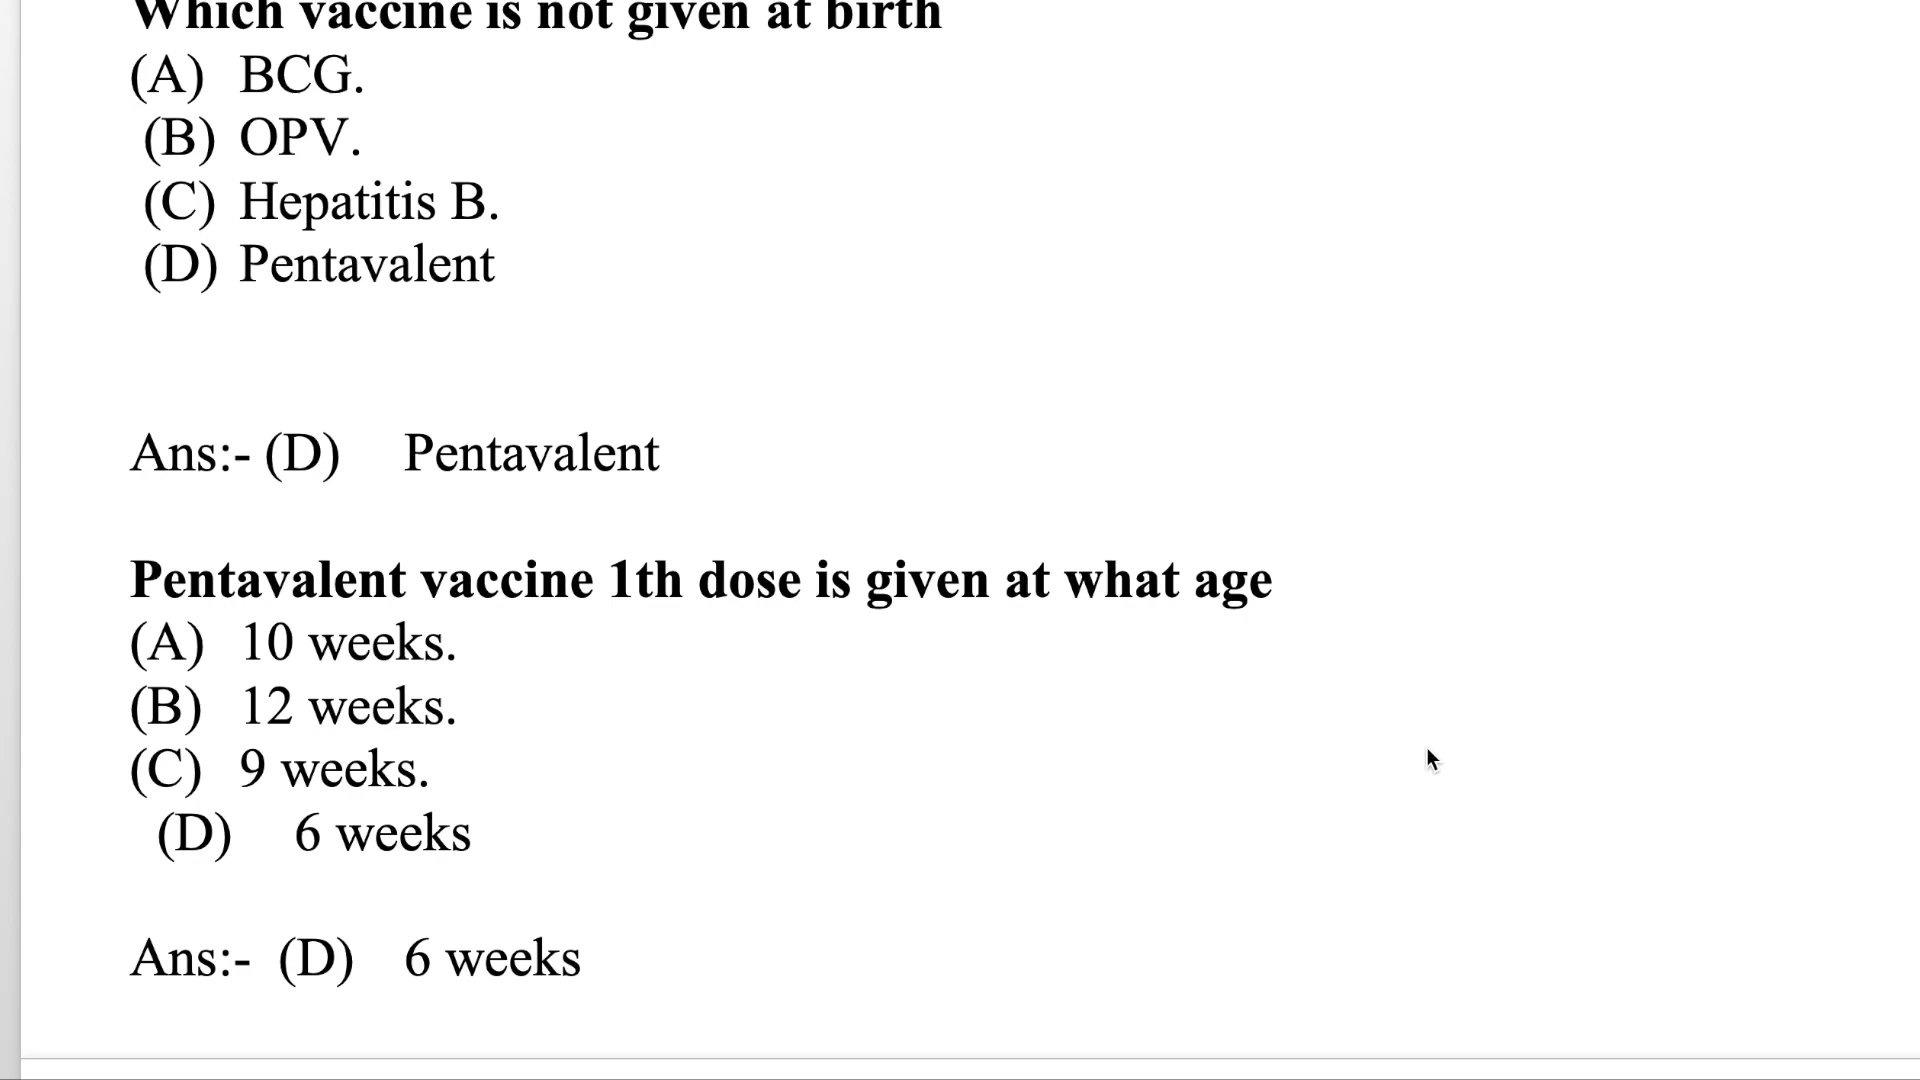 Which vaccine is not given at birth
(A) BCG.
(B) OPV.
(C) Hepatitis B.
(D) Pentavalent
Ans:- (D) Pentavalent
Pentavalent vaccine 1th dose is given at what age
(A) 10 weeks.
(B) 12 weeks.
(C) 9 weeks.
(D) 6 weeks
Ans:- (D) 6 weeks